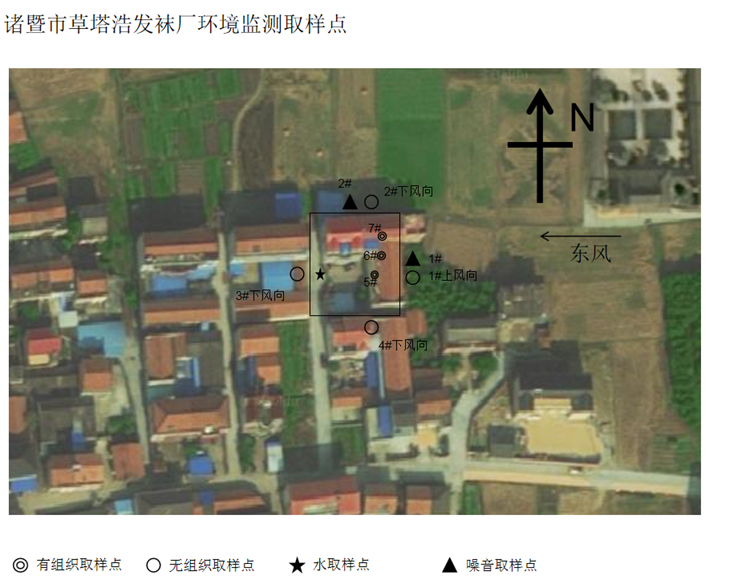 诸暨市草塔浩发袜厂环境监测取样点
N
2#
2#下风向
7#
东风
6#
1#
5#
1#上风向
3#下风向
4#下风向
有组织取样点
无组织取样点
水取样点
噪音取样点